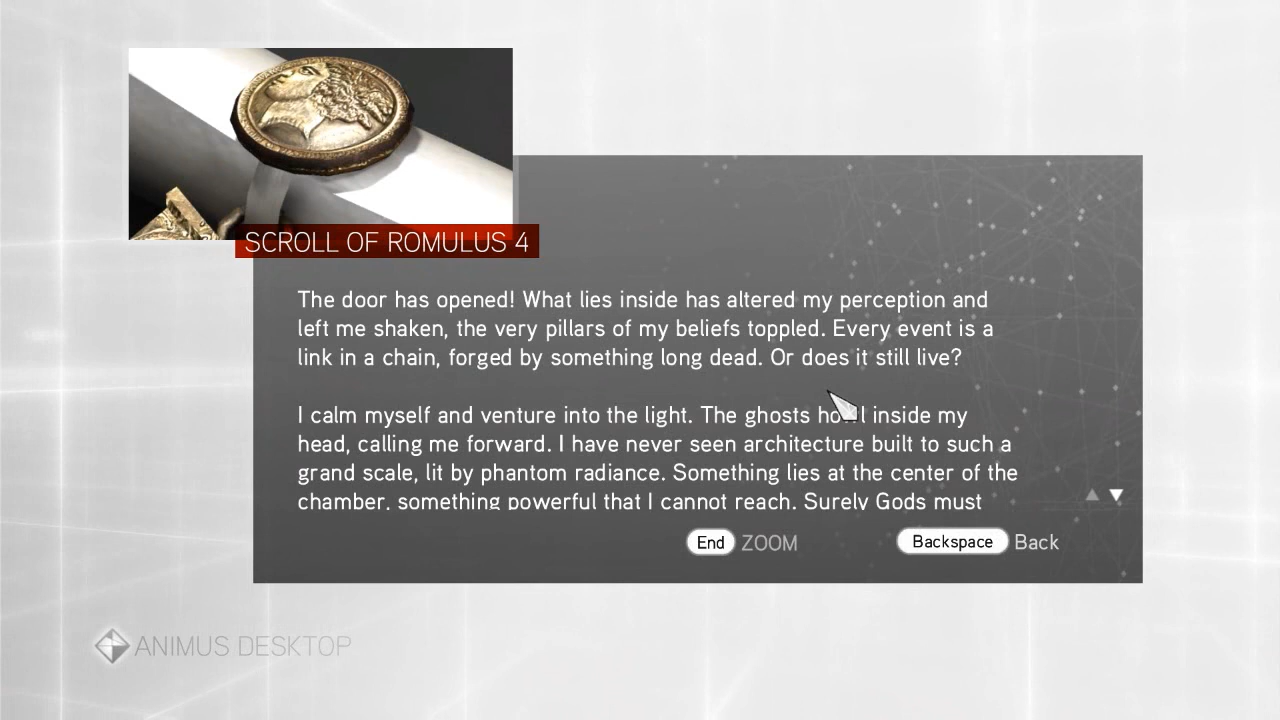 SCROLL OF ROMULUS 4
The door has opened! What lies inside has altered my perception and
left me shaken, the very pillars of my beliefs toppled. Every event is a
link in a chain, forged by something long dead. Or does it still live?
I calm myself and venture into the light. The ghosts howl inside my
head, calling me forward. I have never seen architecture built to such a
grand scale, lit by phantom radiance. Something lies at the center of the
chamber, something powerful that I cannot reach. Surely Gods must
End ZOOM Backspace Back
ANIMUS DESKTOP